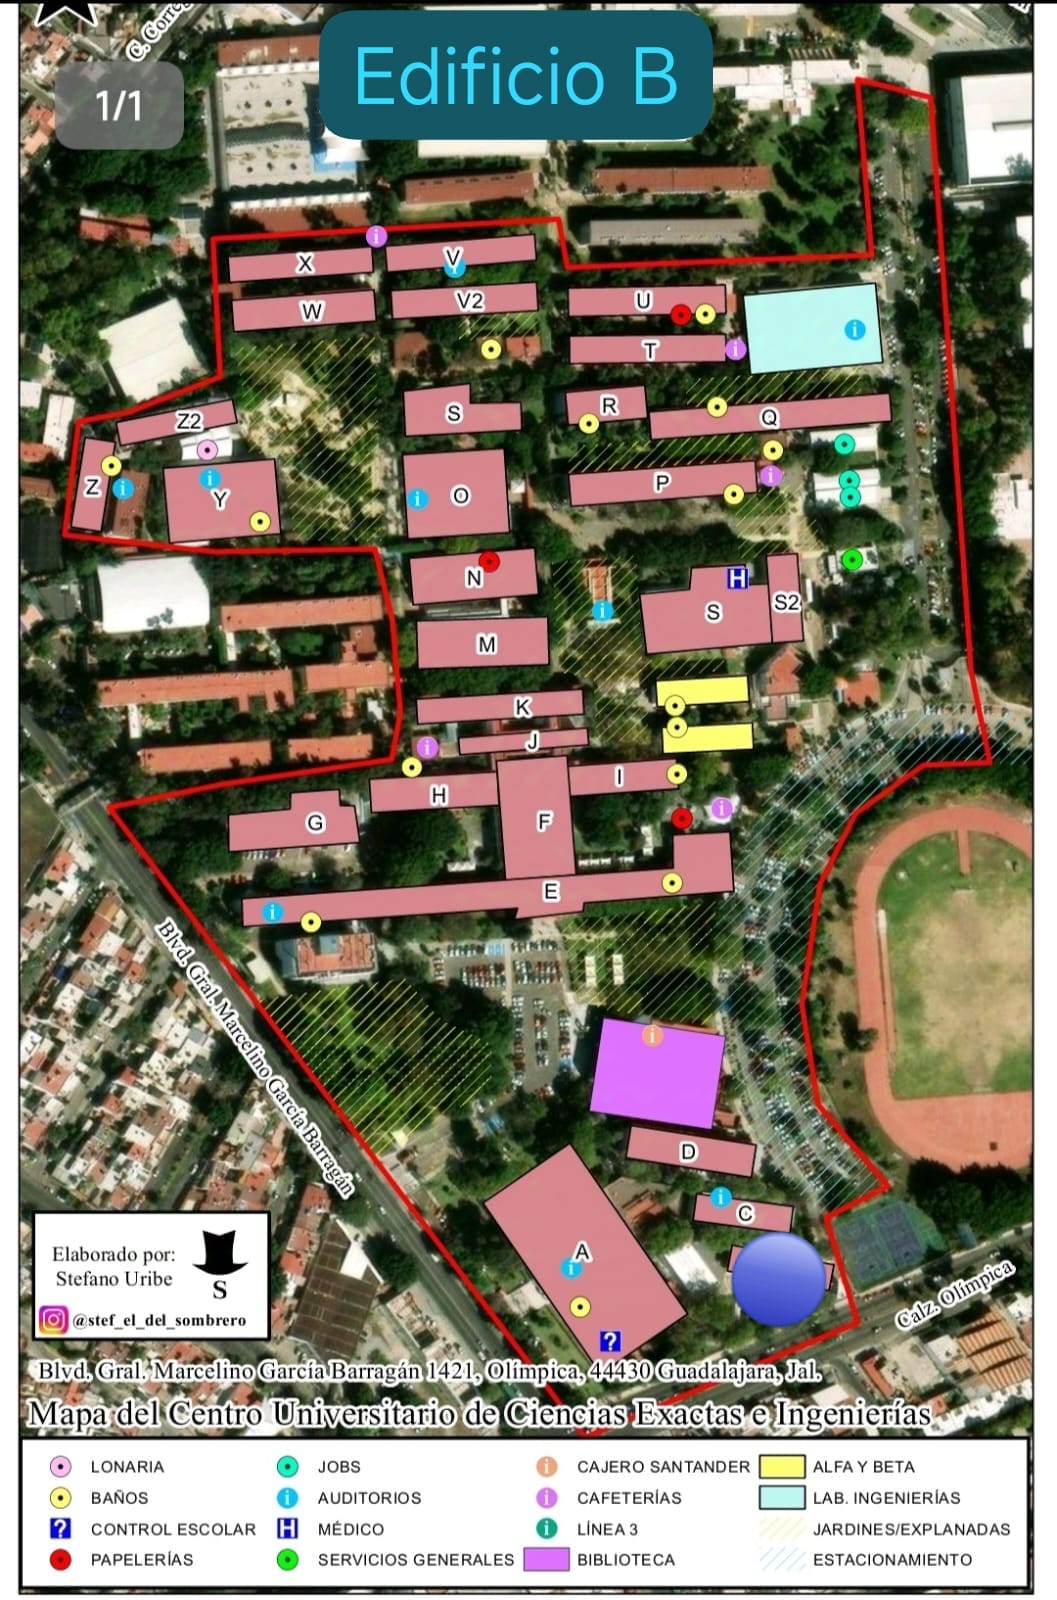 C. Correg
Edificio B
1/1
X
V
W
V2
U
T
Z2
S
R
Q
Z
Y
O
P
N
H
S
S2
M
K
J
H
I
G
F
E
Blvd. Gral. Marcelino García Barragán
D
C
A
?
Elaborado por:
Stefano Uribe
S
@stef_el_del_sombrero
Calz. Olímpica
Blvd. Gral. Marcelino García Barragán 1421, Olímpica, 44430 Guadalajara, Jal.
Mapa del Centro Universitario de Ciencias Exactas e Ingenierías
LONARIA
JOBS
CAJERO SANTANDER
ALFA Y BETA
BAÑOS
AUDITORIOS
CAFETERÍAS
LAB. INGENIERÍAS
? CONTROL ESCOLAR
H MÉDICO
LÍNEA 3
JARDINES/EXPLANADAS
PAPELERÍAS
SERVICIOS GENERALES
BIBLIOTECA
ESTACIONAMIENTO